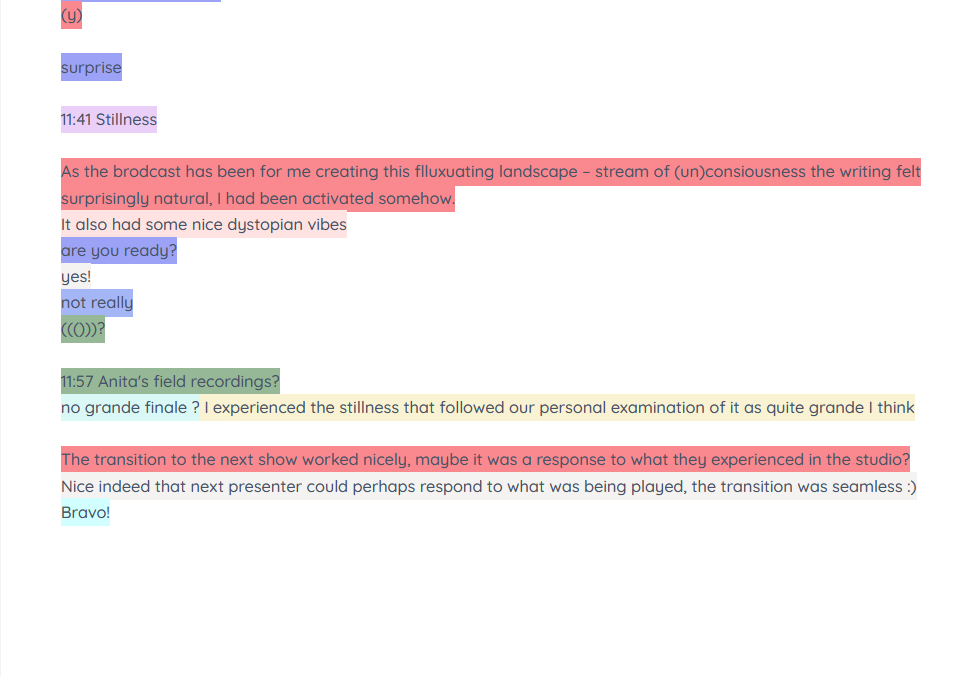 (y)
surprise
11:41 Stillness
As the brodcast has been for me creating this flluxuating landscape – stream of (un)consiousness the writing felt
surprisingly natural, I had been activated somehow.
It also had some nice dystopian vibes
are you ready?
yes!
not really
((()))?
11:57 Anita's field recordings?
no grande finale ? I experienced the stillness that followed our personal examination of it as quite grande I think
The transition to the next show worked nicely, maybe it was a response to what they experienced in the studio?
Nice indeed that next presenter could perhaps respond to what was being played, the transition was seamless :)
Bravo!